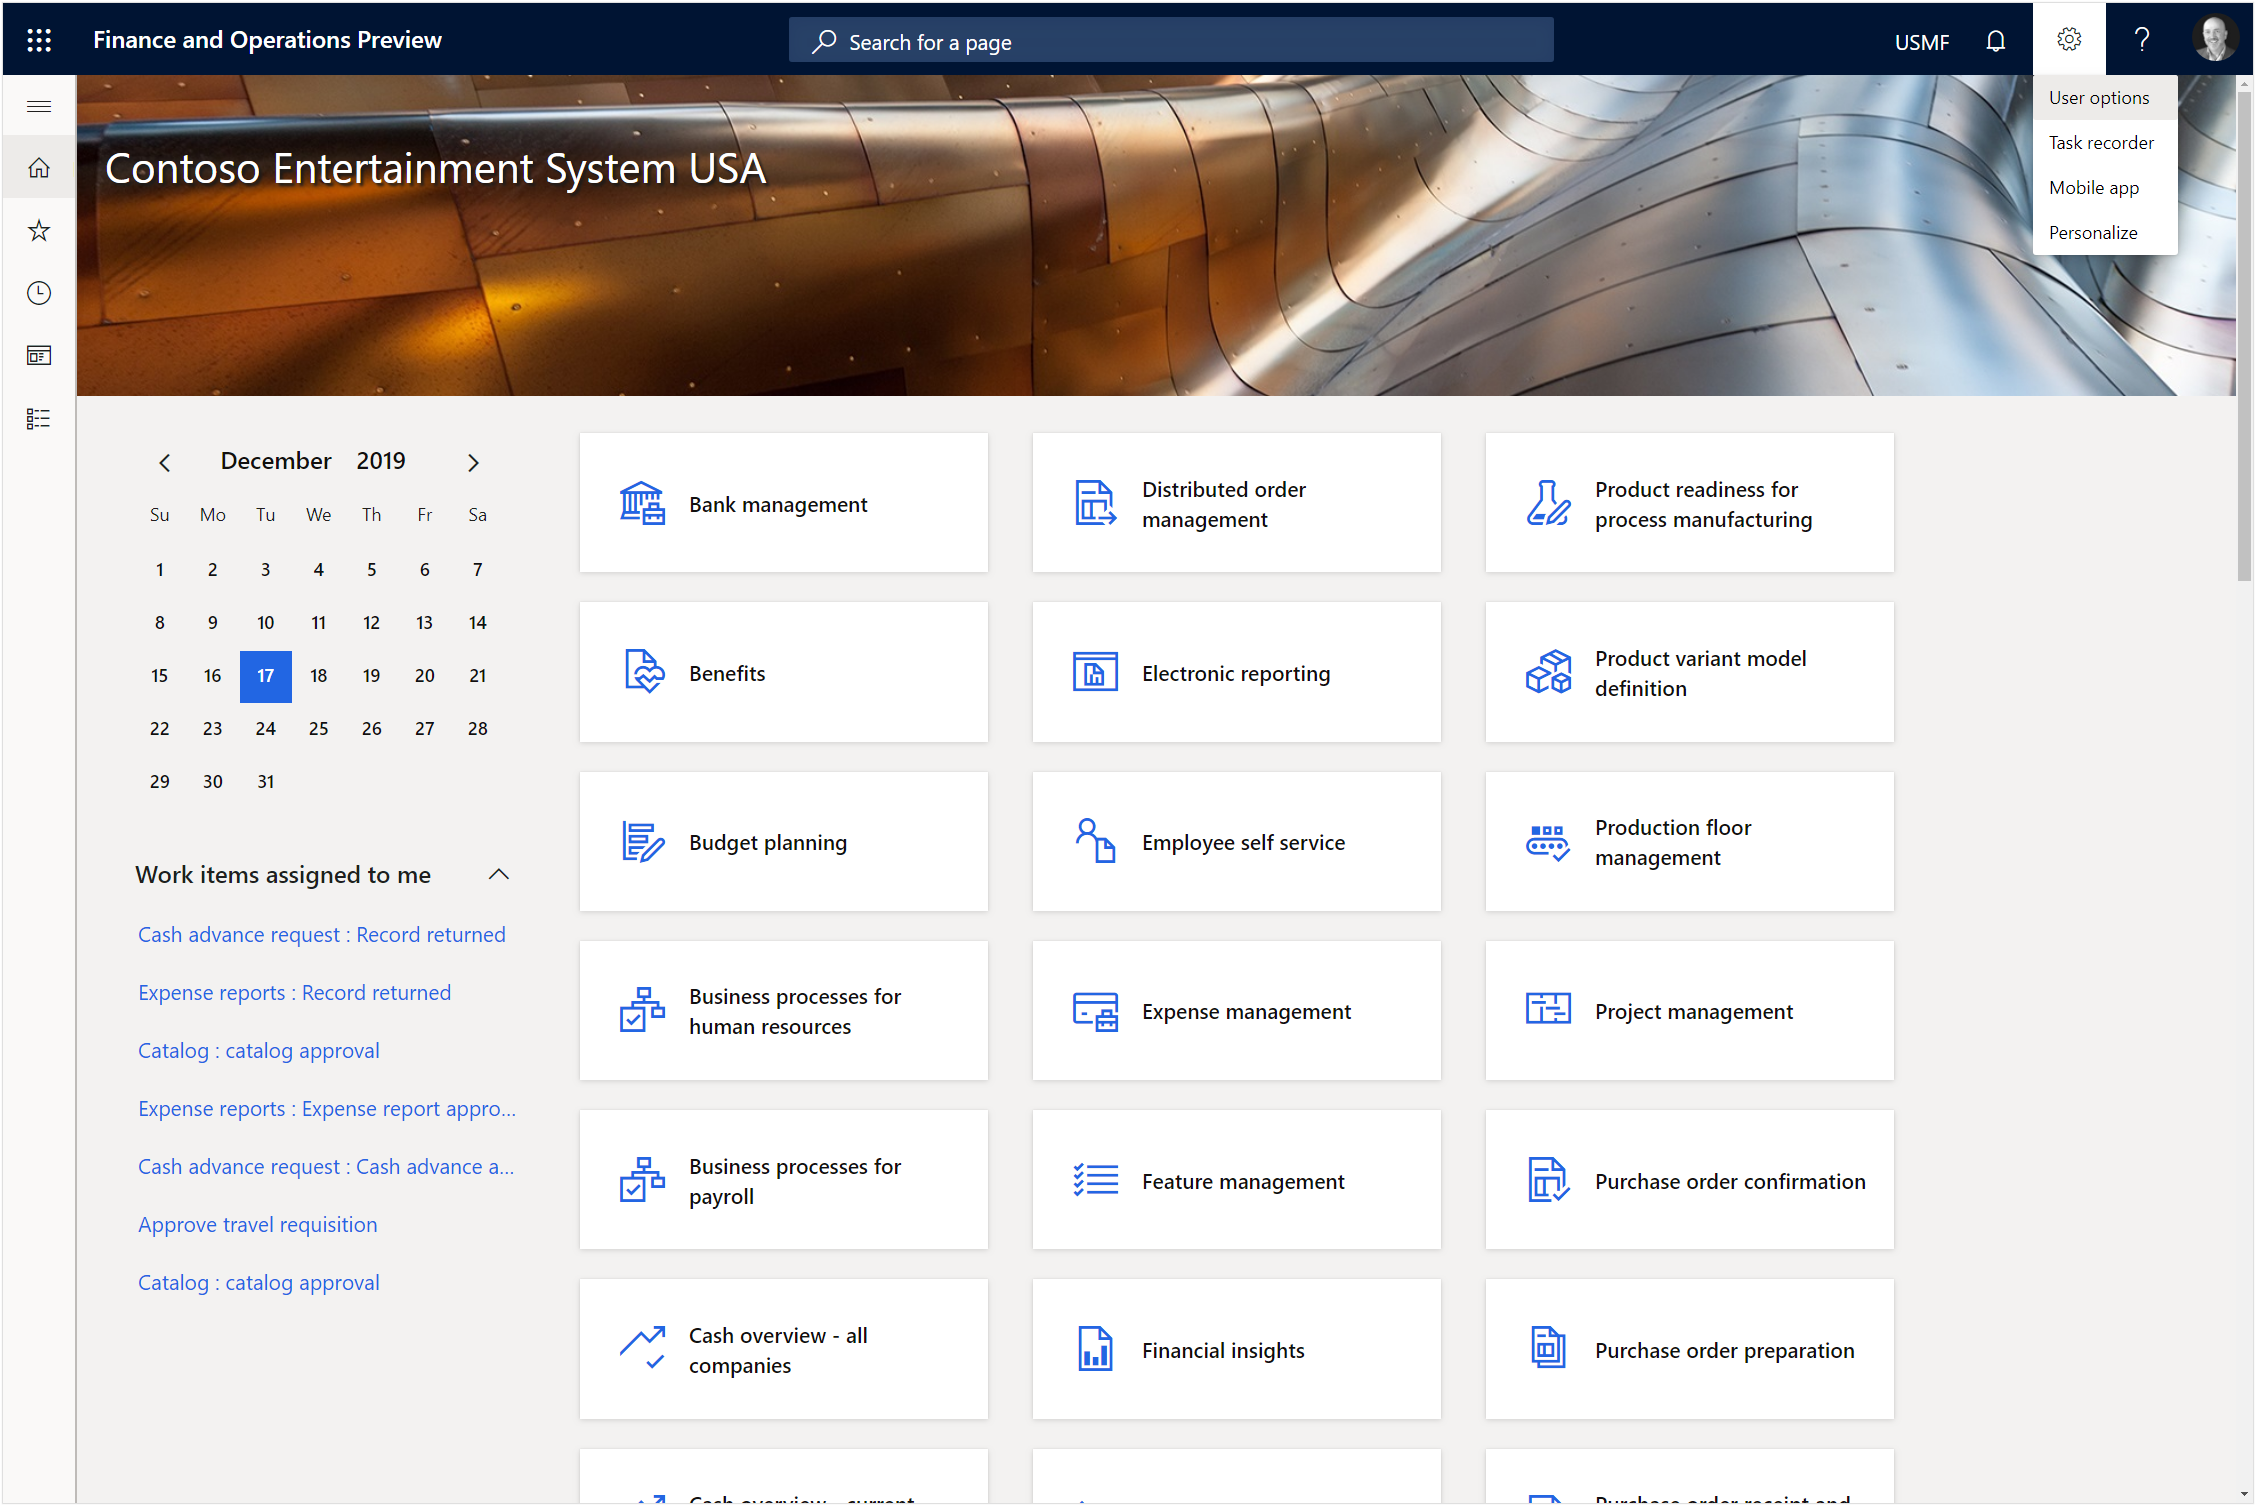 Finance and Operations Preview
Search for a page
USMF
User options
Task recorder
Mobile app
Personalize
Contoso Entertainment System USA
December 2019
Su Mo Tu We Th Fr Sa
1 2 3 4 5 6 7
8 9 10 11 12 13 14
15 16 17 18 19 20 21
22 23 24 25 26 27 28
29 30 31
Work items assigned to me
Cash advance request : Record returned
Expense reports : Record returned
Catalog : catalog approval
Expense reports : Expense report appro...
Cash advance request : Cash advance a...
Approve travel requisition
Catalog : catalog approval
Bank management
Distributed order
management
Product readiness for
process manufacturing
Benefits
Electronic reporting
Product variant model
definition
Budget planning
Employee self service
Production floor
management
Business processes for
human resources
Expense management
Project management
Business processes for
payroll
Feature management
Purchase order confirmation
Cash overview - all
companies
Financial insights
Purchase order preparation
Cash overview - current
Purchase order receipt and